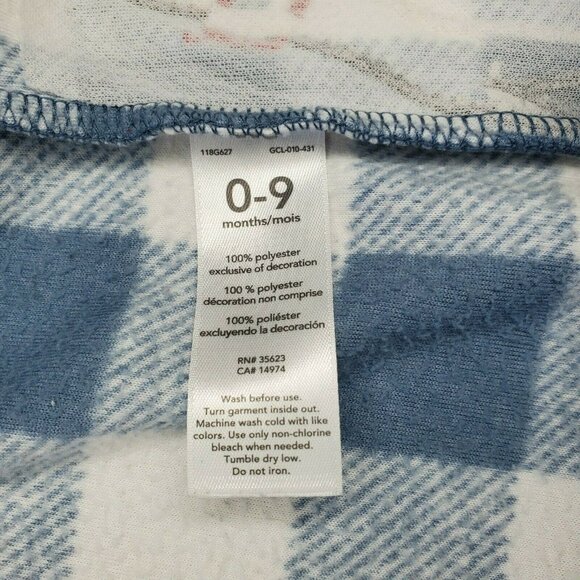 118G627 GCL-010-431
0-9
months/mois
100% polyester
exclusive of decoration
100 % polyester
décoration non comprise
100% poliéster
excluyendo la decoración
RN# 35623
CA# 14974
Wash before use.
Turn garment inside out.
Machine wash cold with like
colors. Use only non-chlorine
bleach when needed.
Tumble dry low.
Do not iron.